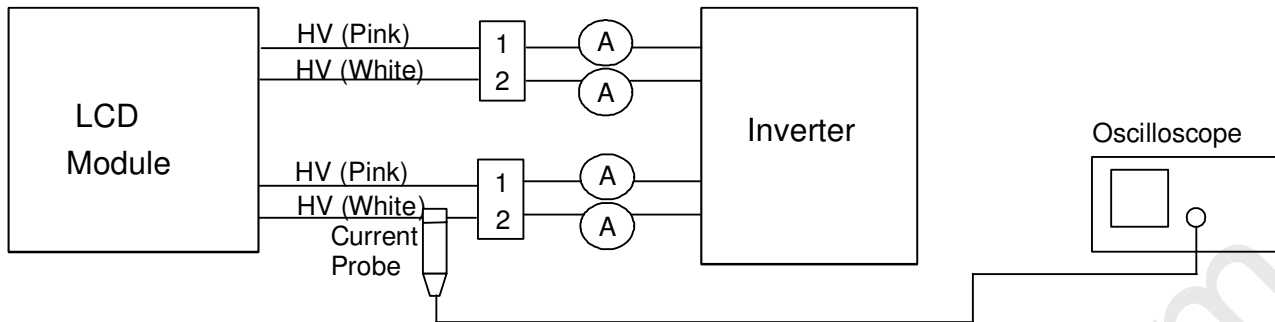 HV (Pink)
1
A
HV (White)
2
A
LCD
Module
Inverter
Oscilloscope
HV (Pink)
1
A
HV (White)
2
A
Current
Probe
m